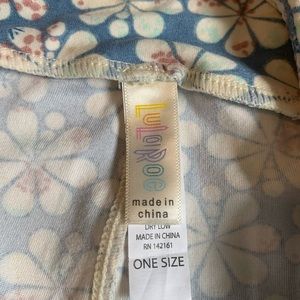 LuLaRoe
made in
china
DRY LOW
MADE IN CHINA
RN 142161
ONE SIZE